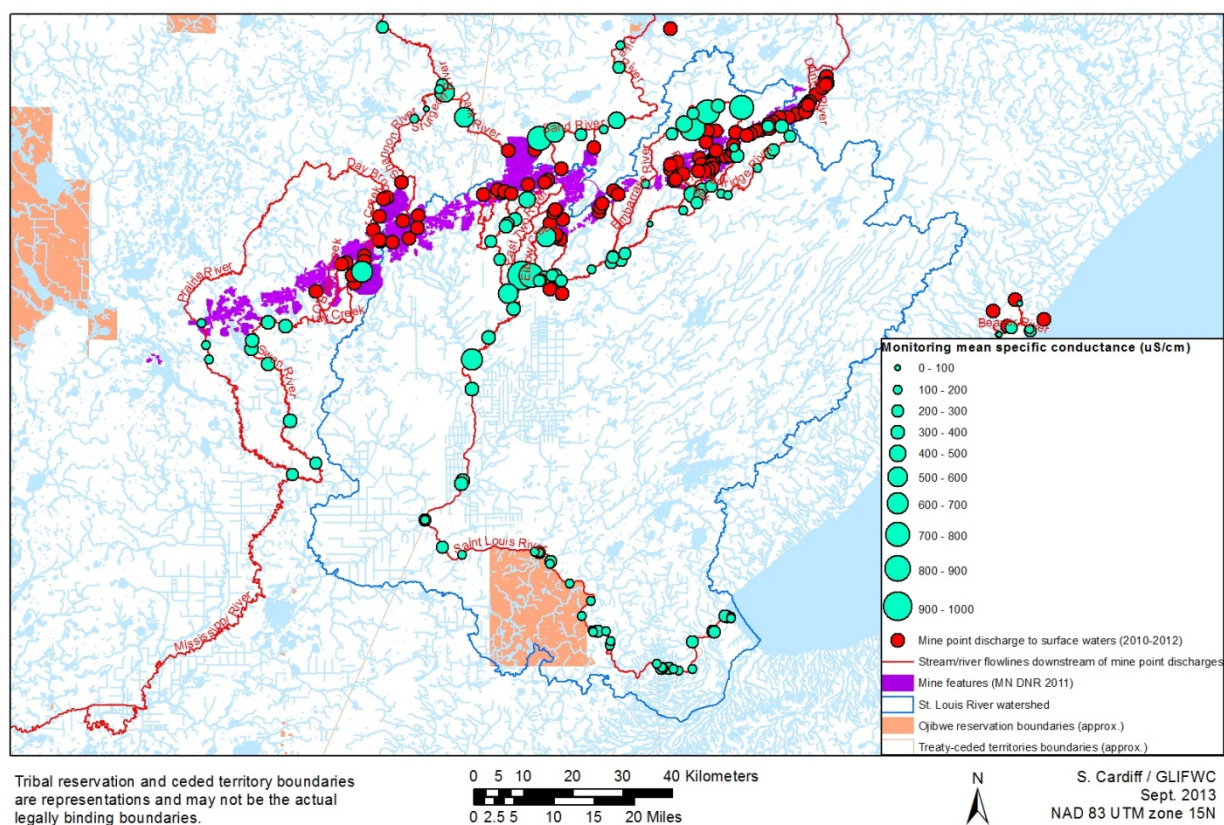 Dark River
Sand River
Prairie River
Swan River
Mississippi River
Saint Louis River
Beaver River
Monitoring mean specific conductance (uS/cm)
0 - 100
100 - 200
200 - 300
300 - 400
400 - 500
500 - 600
600 - 700
700 - 800
800 - 900
900 - 1000
Mine point discharge to surface waters (2010-2012)
Stream/river flowlines downstream of mine point discharges
Mine features (MN DNR 2011)
St. Louis River watershed
Ojibwe reservation boundaries (approx.)
Treaty-ceded territories boundaries (approx.)
Tribal reservation and ceded territory boundaries
are representations and may not be the actual
legally binding boundaries.
0 5 10 20 30 40 Kilometers
0 2.5 5 10 15 20 Miles
N
S. Cardiff / GLIFWC
Sept. 2013
NAD 83 UTM zone 15N